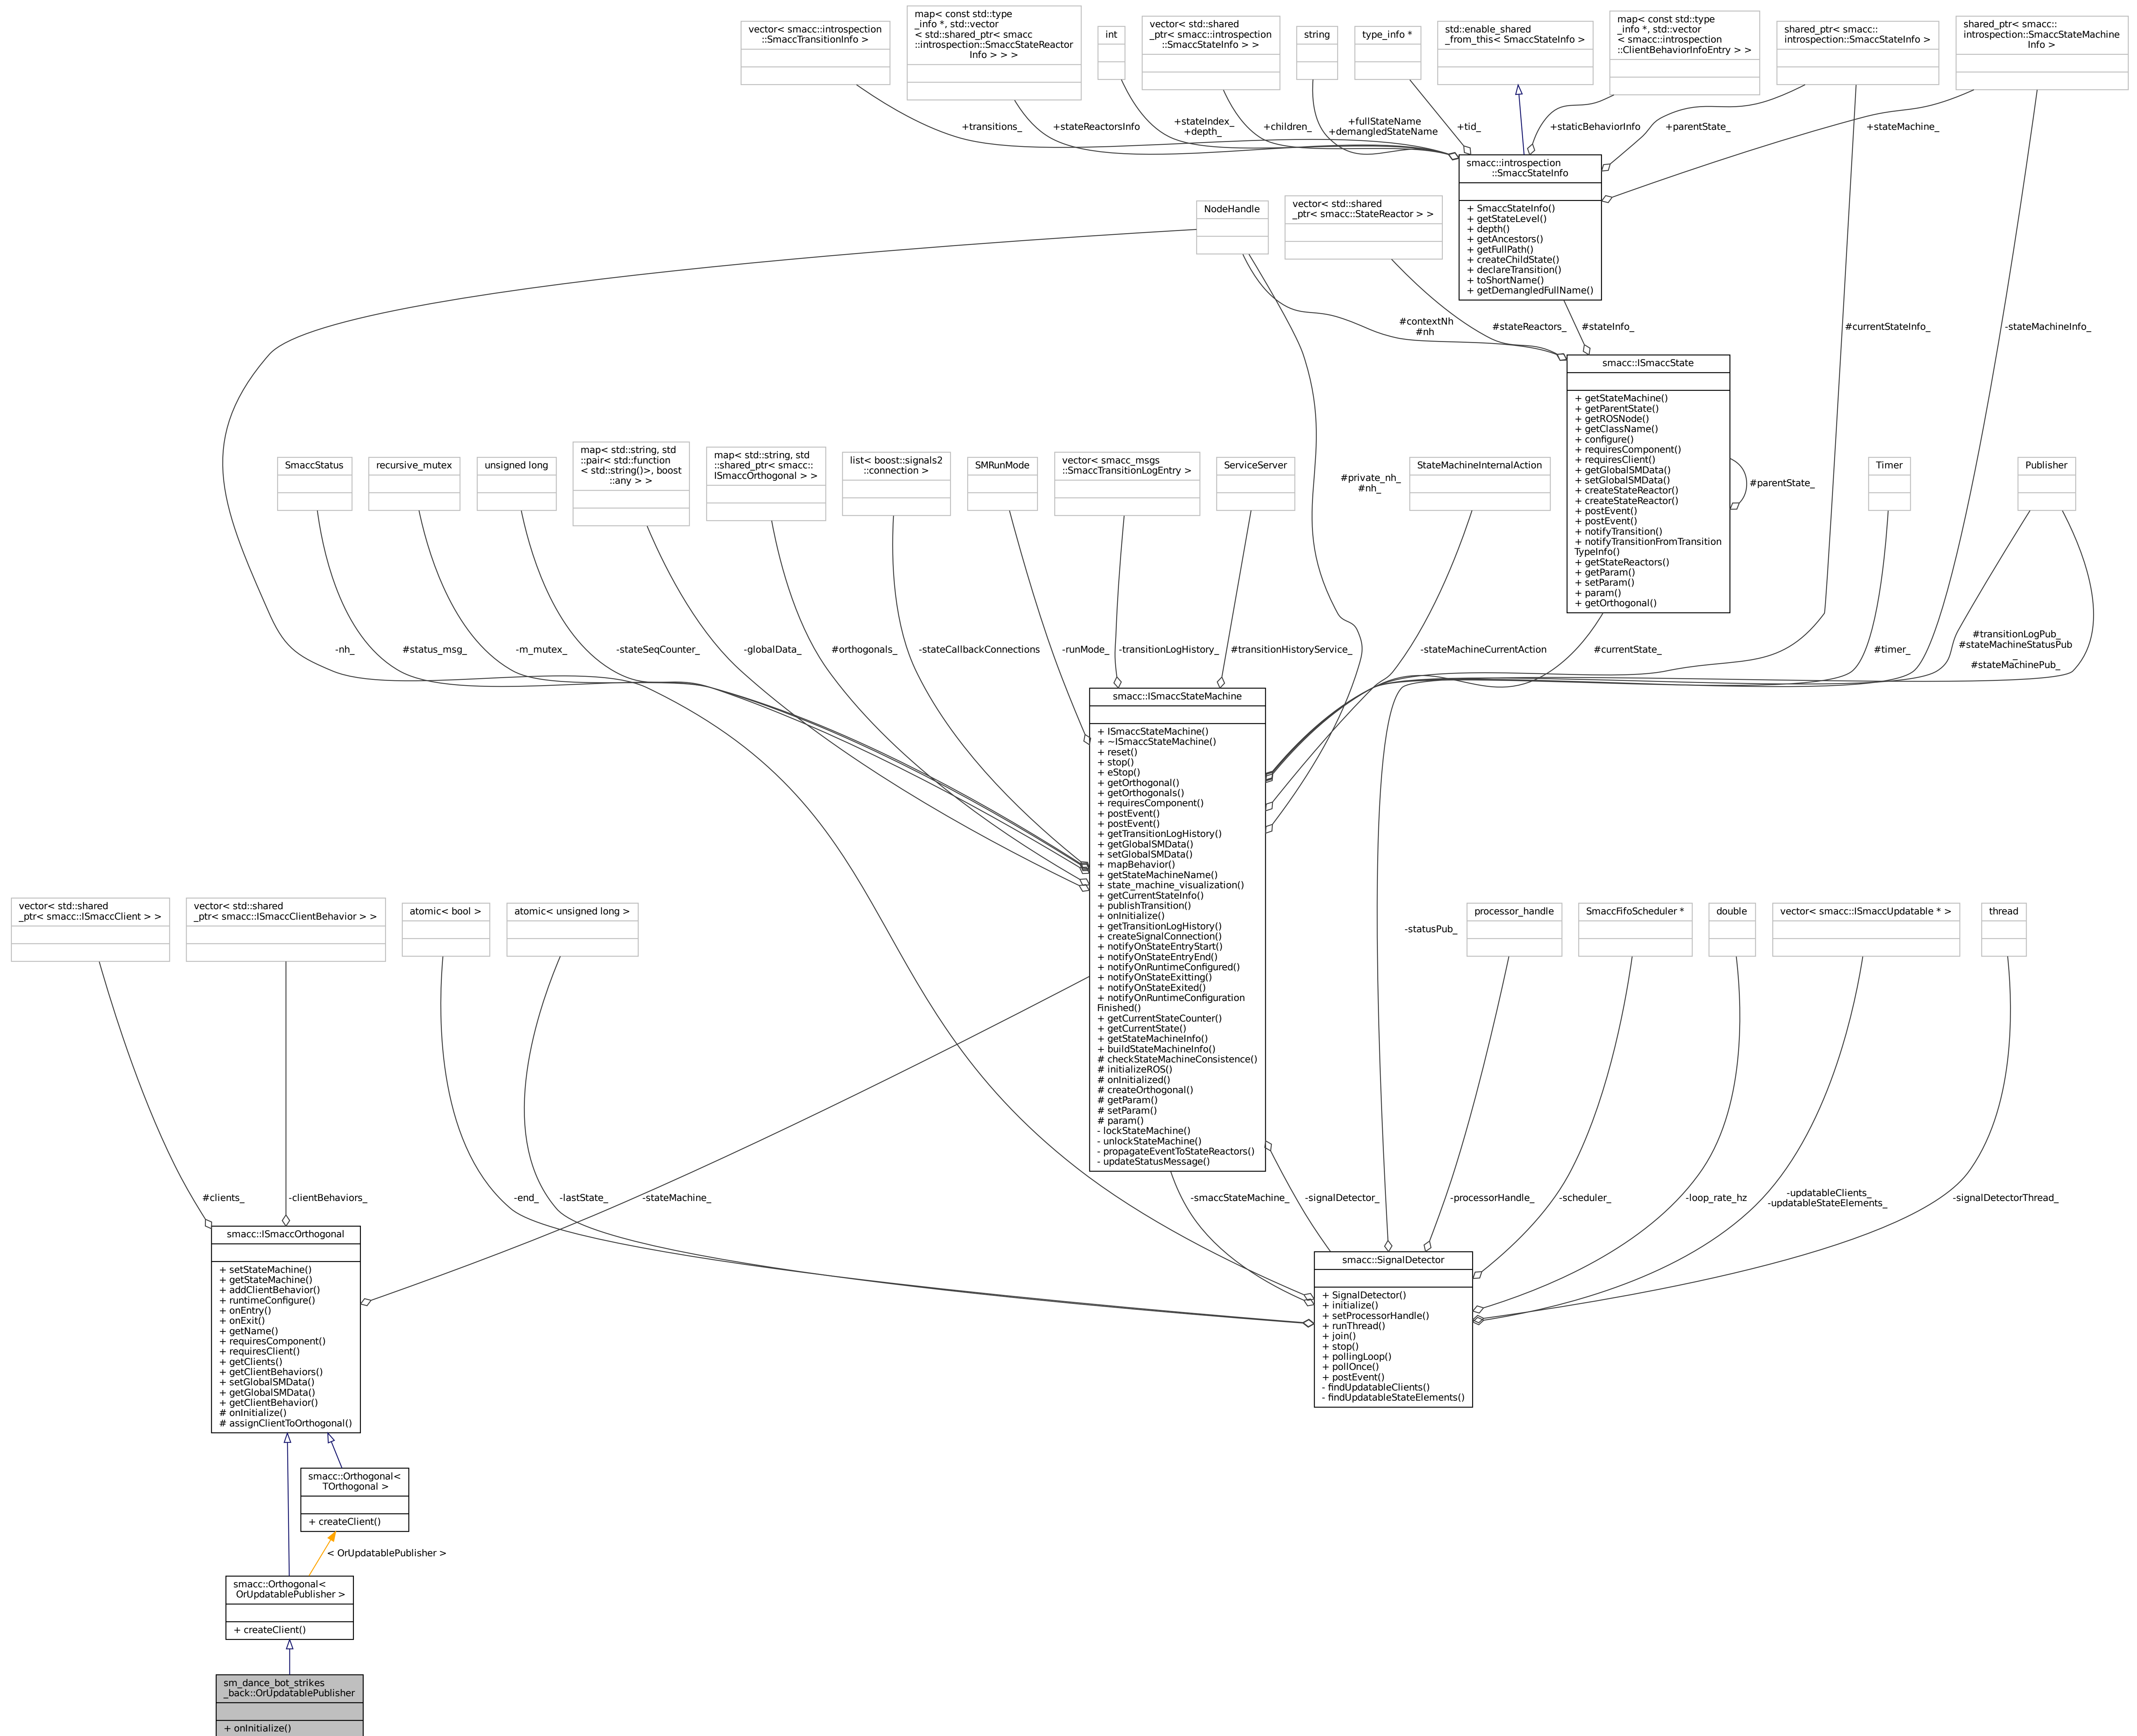 vector< smacc::introspection
::SmaccTransitionInfo >
map< const std::type
_info *, std::vector
< std::shared_ptr< smacc
::introspection::SmaccStateReactor
Info > > >
int
vector< std::shared
_ptr< smacc::introspection
::SmaccStateInfo > >
string
type_info *
std::enable_shared
_from_this< SmaccStateInfo >
map< const std::type
_info *, std::vector
< smacc::introspection
::ClientBehaviorInfoEntry > >
shared_ptr< smacc::
introspection::SmaccStateInfo >
shared_ptr< smacc::
introspection::SmaccStateMachine
Info >
+transitions_
+stateReactorsInfo
+stateIndex_
+depth_
+children_
+fullStateName
+demangledStateName
+tid_
+staticBehaviorInfo
+parentState_
+stateMachine_
smacc::introspection
::SmaccStateInfo
+ SmaccStateInfo()
+ getStateLevel()
+ depth()
+ getAncestors()
+ getFullPath()
+ createChildState()
+ declareTransition()
+ toShortName()
+ getDemangledFullName()
NodeHandle
vector< std::shared
_ptr< smacc::StateReactor > >
#contextNh
#nh
#stateReactors_
#stateInfo_
#currentStateInfo_
-stateMachineInfo_
smacc::ISmaccState
+ getStateMachine()
+ getParentState()
+ getROSNode()
+ getClassName()
+ configure()
+ requiresComponent()
+ requiresClient()
+ getGlobalSMData()
+ setGlobalSMData()
+ createStateReactor()
+ createStateReactor()
+ postEvent()
+ postEvent()
+ notifyTransition()
+ notifyTransitionFromTransition
TypeInfo()
+ getStateReactors()
+ getParam()
+ setParam()
+ param()
+ getOrthogonal()
#parentState_
SmaccStatus
recursive_mutex
unsigned long
map< std::string, std
::pair< std::function
< std::string()>, boost
::any > >
map< std::string, std
::shared_ptr< smacc::
ISmaccOrthogonal > >
list< boost::signals2
::connection >
SMRunMode
vector< smacc_msgs
::SmaccTransitionLogEntry >
ServiceServer
#private_nh_
#nh_
StateMachineInternalAction
Timer
Publisher
-nh_
#status_msg_
-m_mutex_
-stateSeqCounter_
-globalData_
#orthogonals_
-stateCallbackConnections
-runMode_
-transitionLogHistory_
#transitionHistoryService_
-stateMachineCurrentAction
#currentState_
#timer_
#transitionLogPub_
#stateMachineStatusPub
_
#stateMachinePub_
smacc::ISmaccStateMachine
+ ISmaccStateMachine()
+ ~ISmaccStateMachine()
+ reset()
+ stop()
+ eStop()
+ getOrthogonal()
+ getOrthogonals()
+ requiresComponent()
+ postEvent()
+ postEvent()
+ getTransitionLogHistory()
+ getGlobalSMData()
+ setGlobalSMData()
+ mapBehavior()
+ getStateMachineName()
+ state_machine_visualization()
+ getCurrentStateInfo()
+ publishTransition()
+ onInitialize()
+ getTransitionLogHistory()
+ createSignalConnection()
+ notifyOnStateEntryStart()
+ notifyOnStateEntryEnd()
+ notifyOnRuntimeConfigured()
+ notifyOnStateExitting()
+ notifyOnStateExited()
+ notifyOnRuntimeConfiguration
Finished()
+ getCurrentStateCounter()
+ getCurrentState()
+ getStateMachineInfo()
+ buildStateMachineInfo()
# checkStateMachineConsistence()
# initializeROS()
# onInitialized()
# createOrthogonal()
# getParam()
# setParam()
# param()
- lockStateMachine()
- unlockStateMachine()
- propagateEventToStateReactors()
- updateStatusMessage()
vector< std::shared
_ptr< smacc::ISmaccClient > >
vector< std::shared
_ptr< smacc::ISmaccClientBehavior > >
atomic< bool >
atomic< unsigned long >
-statusPub_
processor_handle
SmaccFifoScheduler *
double
vector< smacc::ISmaccUpdatable * >
thread
#clients_
-clientBehaviors_
-end_
-lastState_
-stateMachine_
-smaccStateMachine_
-signalDetector_
-processorHandle_
-scheduler_
-loop_rate_hz
-updatableClients_
-updatableStateElements_
-signalDetectorThread_
smacc::ISmaccOrthogonal
+ setStateMachine()
+ getStateMachine()
+ addClientBehavior()
+ runtimeConfigure()
+ onEntry()
+ onExit()
+ getName()
+ requiresComponent()
+ requiresClient()
+ getClients()
+ getClientBehaviors()
+ setGlobalSMData()
+ getGlobalSMData()
+ getClientBehavior()
# onInitialize()
# assignClientToOrthogonal()
smacc::SignalDetector
+ SignalDetector()
+ initialize()
+ setProcessorHandle()
+ runThread()
+ join()
+ stop()
+ pollingLoop()
+ pollOnce()
+ postEvent()
- findUpdatableClients()
- findUpdatableStateElements()
smacc::Orthogonal<
TOrthogonal >
+ createClient()
< OrUpdatablePublisher >
smacc::Orthogonal<
OrUpdatablePublisher >
+ createClient()
sm_dance_bot_strikes
_back::OrUpdatablePublisher
+ onInitialize()